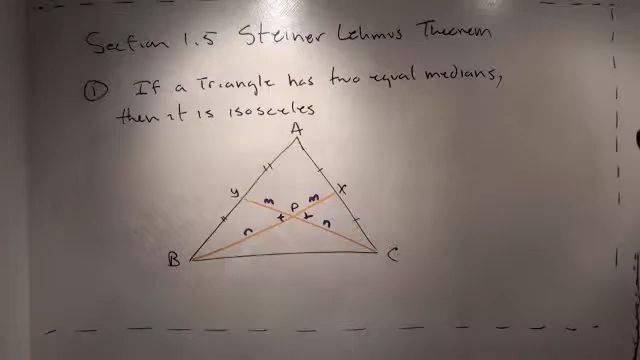 Section 1.5 Steiner Lehmus Theorem
① If a Triangle has two equal medians,
then it is isosceles
A
y m P m X
n n
B C